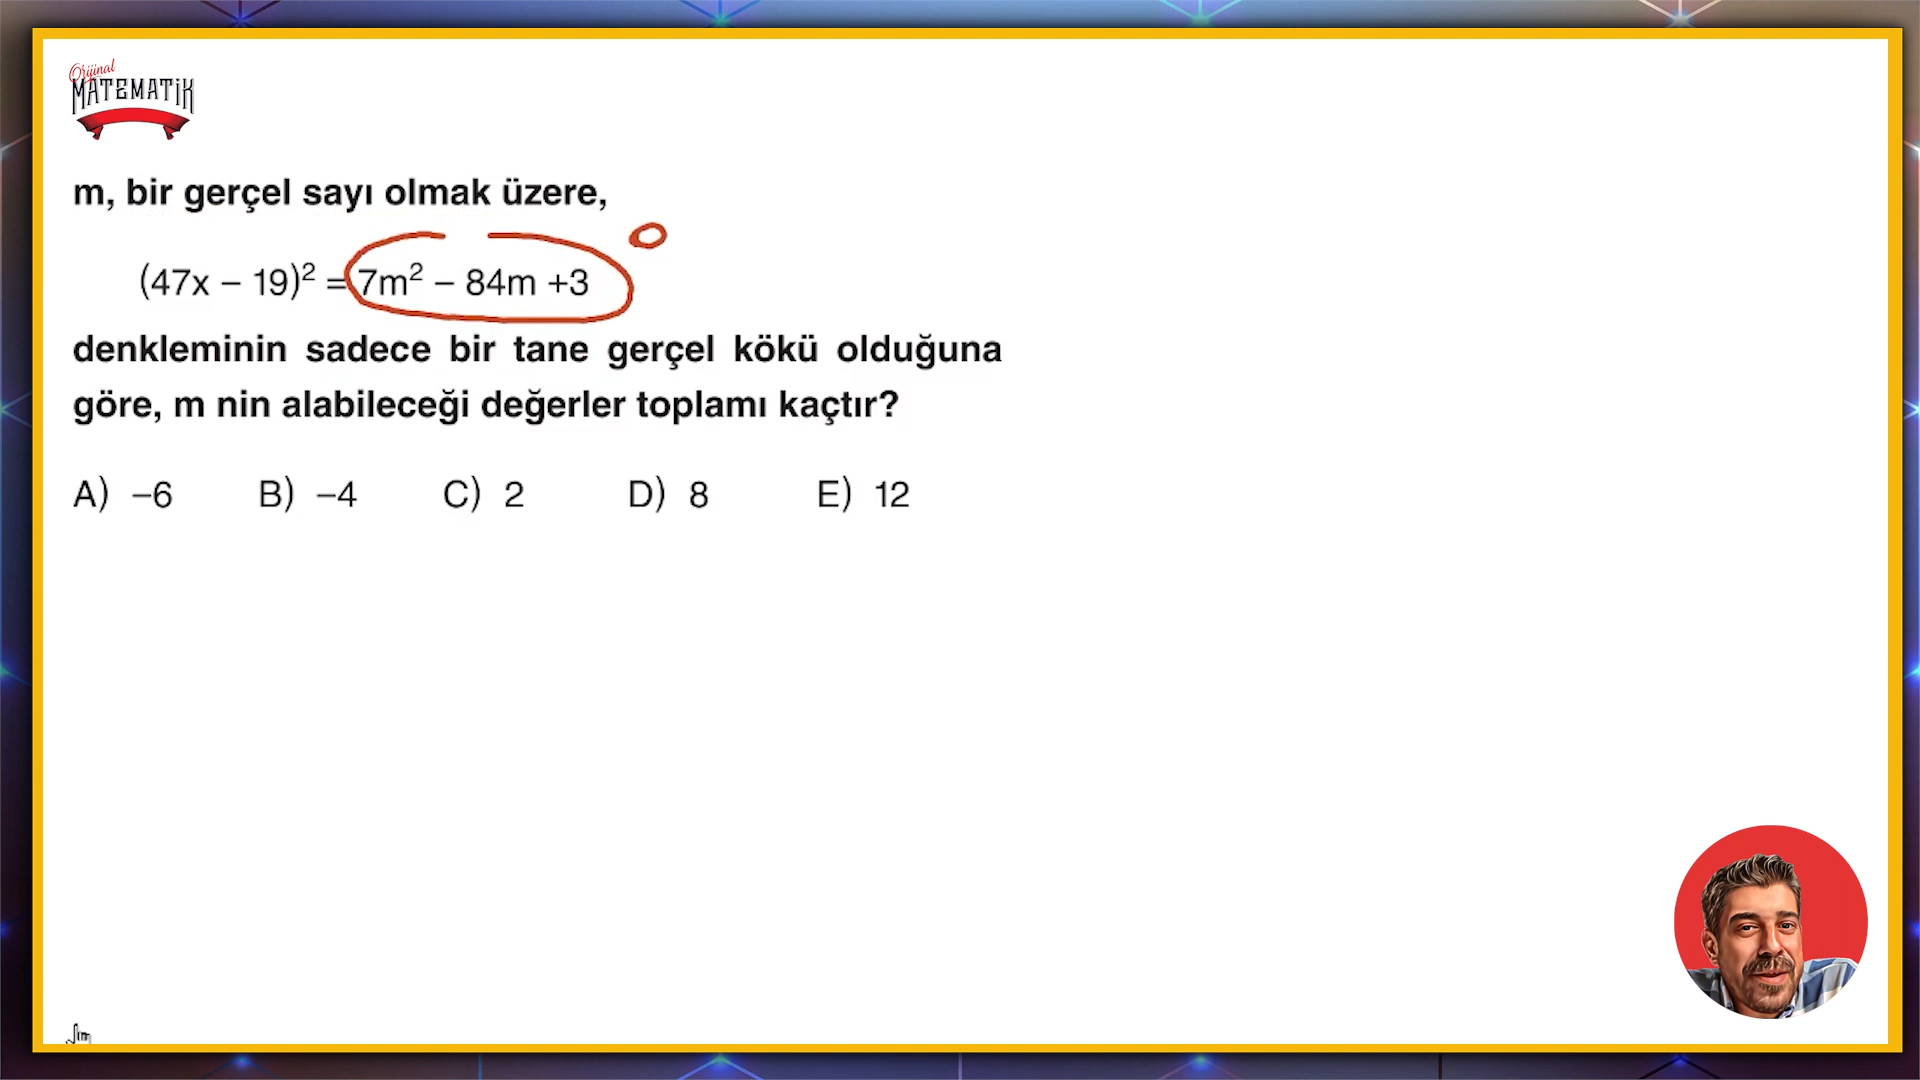 Orijinal
MATEMATİK
m, bir gerçel sayı olmak üzere,
0
(47x – 19)² = 7m² – 84m +3
denkleminin sadece bir tane gerçel kökü olduğuna
göre, m nin alabileceği değerler toplamı kaçtır?
A) –6 B) –4 C) 2 D) 8 E) 12